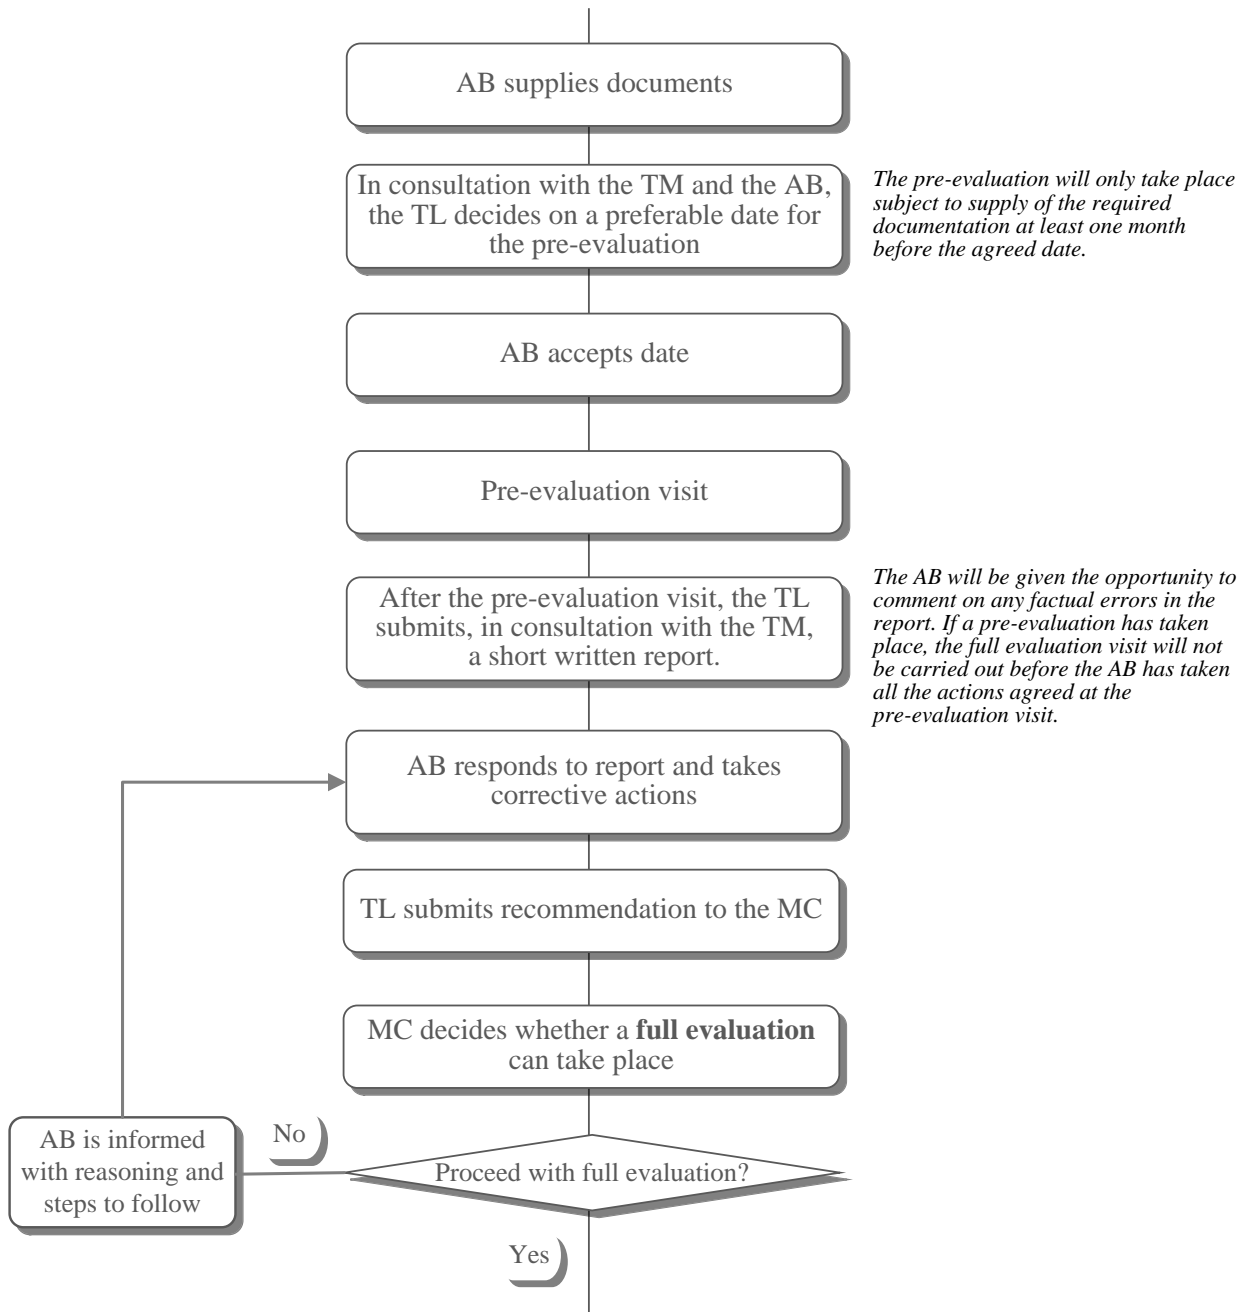 AB supplies documents
In consultation with the TM and the AB,
the TL decides on a preferable date for
the pre-evaluation
The pre-evaluation will only take place
subject to supply of the required
documentation at least one month
before the agreed date.
AB accepts date
Pre-evaluation visit
After the pre-evaluation visit, the TL
submits, in consultation with the TM,
a short written report.
The AB will be given the opportunity to
comment on any factual errors in the
report. If a pre-evaluation has taken
place, the full evaluation visit will not
be carried out before the AB has taken
all the actions agreed at the
pre-evaluation visit.
AB responds to report and takes
corrective actions
TL submits recommendation to the MC
MC decides whether a full evaluation
can take place
AB is informed
with reasoning and
steps to follow
No
Proceed with full evaluation?
Yes